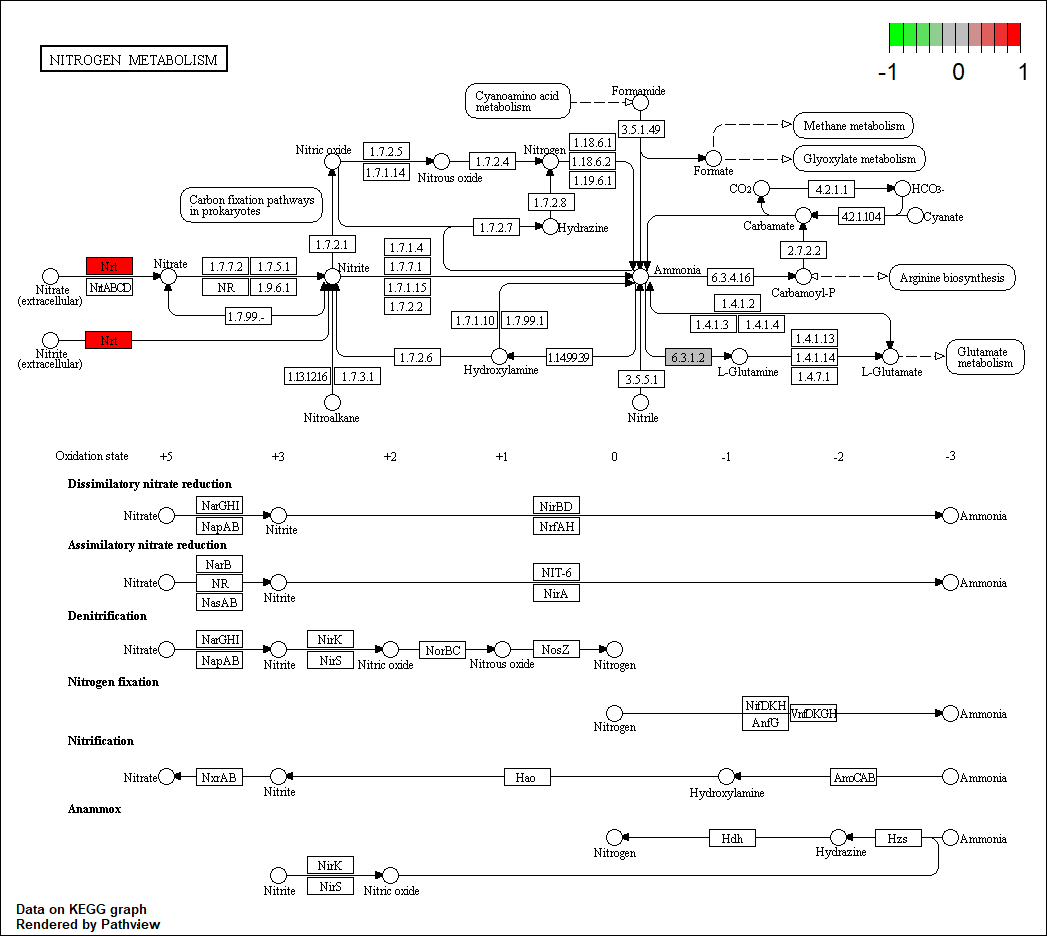 NITROGEN METABOLISM
-1 0 1
Cyanoamino acid
metabolism
Formamide
3.5.1.49
Methane metabolism
Glyoxylate metabolism
Formate
Nitric oxide
1.7.2.5
1.7.1.14
Nitrous oxide
1.7.2.4
Nitrogen
1.18.6.1
1.18.6.2
1.19.6.1
CO2
4.2.1.1
HCO3-
Carbon fixation pathways
in prokaryotes
1.7.2.8
1.7.2.7
Hydrazine
Carbamate
4.2.1.104
Cyanate
1.7.2.1
2.7.2.2
Nrt
NrtABCD
Nitrate
(extracellular)
Nitrate
1.7.7.2
1.7.5.1
NR
1.9.6.1
Nitrite
1.7.1.4
1.7.7.1
1.7.1.15
1.7.2.2
Ammonia
6.3.4.16
Carbamoyl-P
Arginine biosynthesis
1.7.99.-
1.7.1.10
1.7.99.1
1.4.1.2
1.4.1.3
1.4.1.4
Nrt
Nitrite
(extracellular)
1.7.2.6
Hydroxylamine
1.14.99.39
6.3.1.2
L-Glutamine
1.4.1.13
1.4.1.14
1.4.7.1
L-Glutamate
Glutamate
metabolism
1.13.12.16
1.7.3.1
Nitroalkane
3.5.5.1
Nitrile
Oxidation state +5 +3 +2 +1 0 -1 -2 -3
Dissimilatory nitrate reduction
Nitrate
NarGHI
NapAB
Nitrite
NirBD
NrfAH
Ammonia
Assimilatory nitrate reduction
Nitrate
NarB
NR
NasAB
Nitrite
NIT-6
NirA
Ammonia
Denitrification
Nitrate
NarGHI
NapAB
Nitrite
NirK
NirS
Nitric oxide
NorBC
Nitrous oxide
NosZ
Nitrogen
Nitrogen fixation
Nitrogen
NifDKH
AnfG
VnfDKGH
Ammonia
Nitrification
Nitrate
NxrAB
Nitrite
Hao
Hydroxylamine
AmoCAB
Ammonia
Anammox
Nitrogen
Hdh
Hydrazine
Hzs
Ammonia
Nitrite
NirK
NirS
Nitric oxide
Data on KEGG graph
Rendered by Pathview